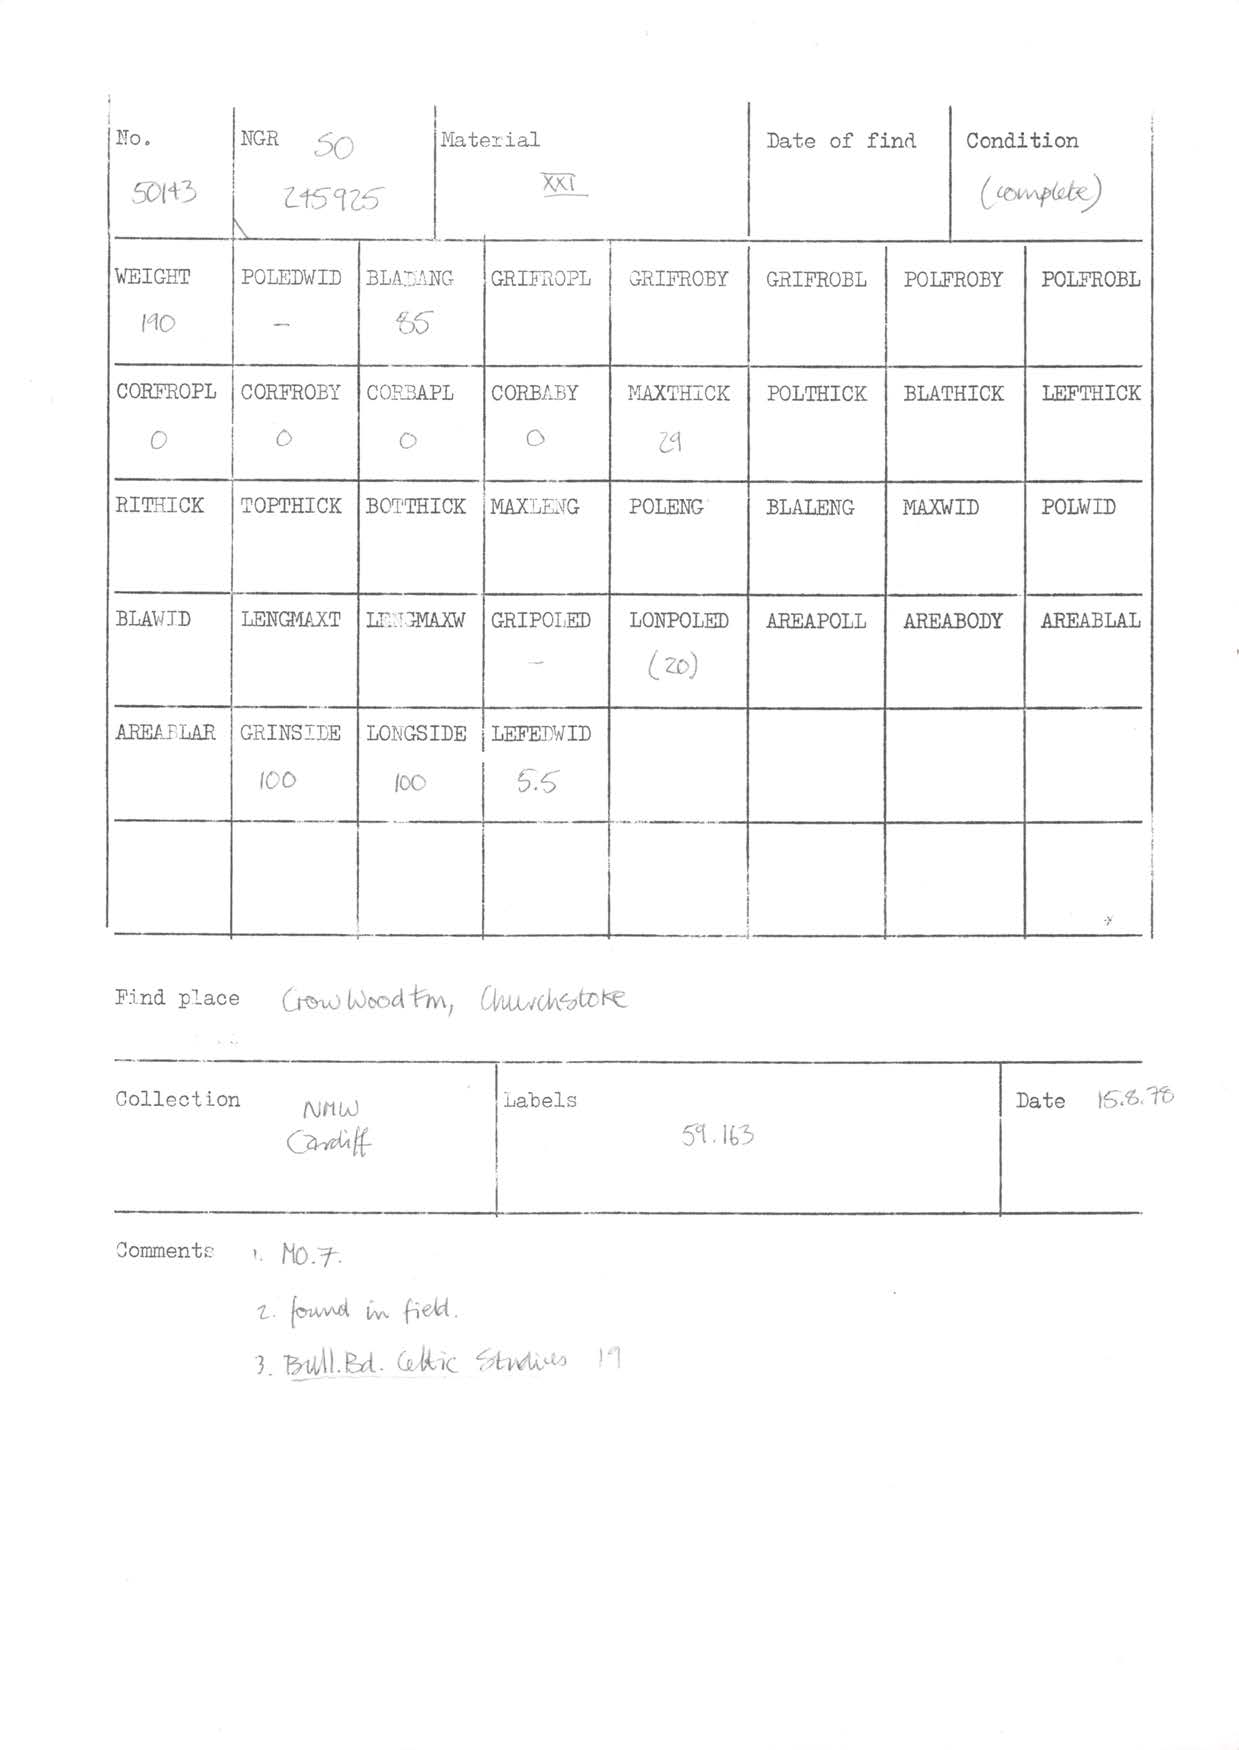 No. NGR SO Material Date of find Condition
50143 245925 XXI (complete)
WEIGHT POLEDWID BLADANG GRIFROPL GRIFROBY GRIFROBL POLFROBY POLFROBL
190 – 85
CORFROPL CORFROBY CORBAPL CORBABY MAXTHICK POLTHICK BLATHICK LEFTHICK
0 0 0 0 29
RITHICK TOPTHICK BOTTHICK MAXLENG POLENG BLALENG MAXWID POLWID
BLAWID LENGMAXT LENGMAXW GRIPOLED LONPOLED AREAPOLL AREABODY AREABLAL
– (20)
AREABLAR GRINSIDE LONGSIDE LEFEDWID
100 100 5.5
Find place Crow Wood Fm, Churchstoke
Collection NMW Labels Date 15.8.78
Cardiff 59.163
Comments 1. MO.7.
2. found in field.
3. Bull.Bd. Celtic Studies 19